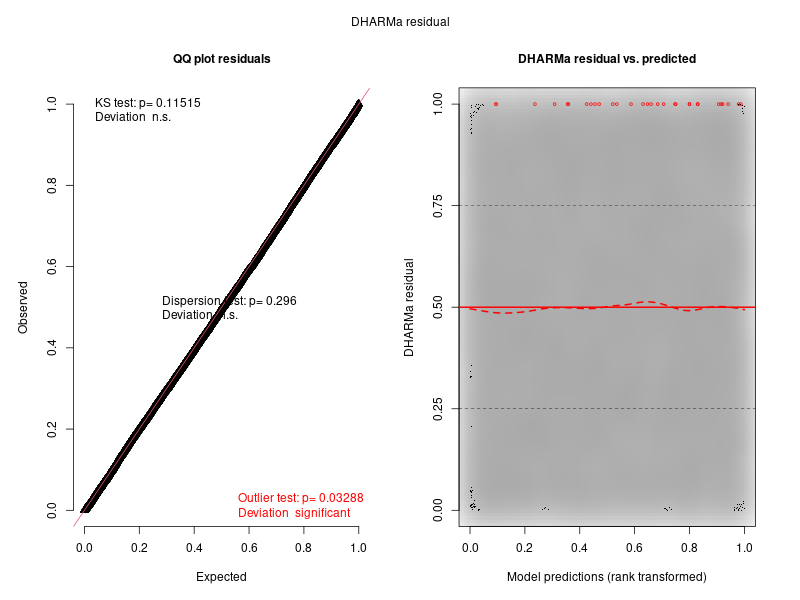 DHARMa residual
QQ plot residuals
KS test: p= 0.11515
Deviation n.s.
Dispersion test: p= 0.296
Deviation n.s.
Outlier test: p= 0.03288
Deviation significant
0.0
0.2
0.4
0.6
0.8
1.0
Observed
0.0 0.2 0.4 0.6 0.8 1.0
Expected
DHARMa residual vs. predicted
1.00
0.75
0.50
0.25
0.00
DHARMa residual
0.0 0.2 0.4 0.6 0.8 1.0
Model predictions (rank transformed)